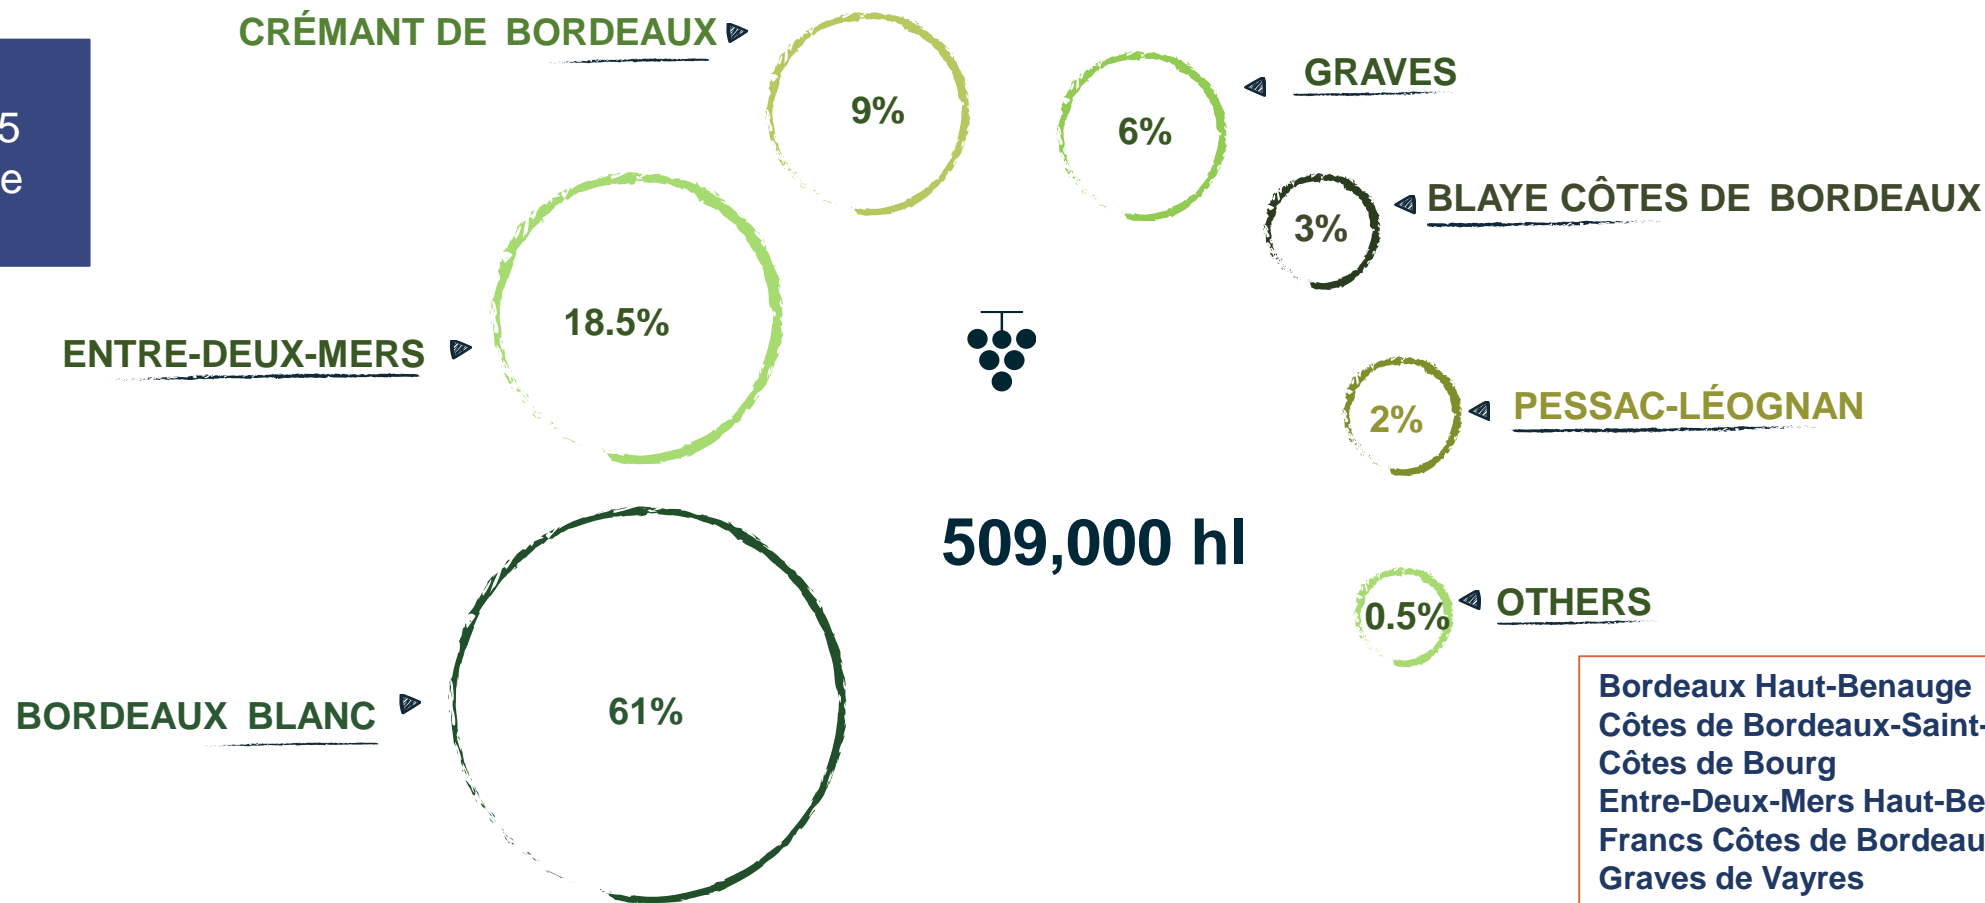 CRÉMANT DE BORDEAUX
9%
6%
GRAVES
5
e
3%
BLAYE CÔTES DE BORDEAUX
18.5%
ENTRE-DEUX-MERS
2%
PESSAC-LÉOGNAN
509,000 hl
0.5%
OTHERS
61%
BORDEAUX BLANC
Bordeaux Haut-Benauge
Côtes de Bordeaux-Saint-
Côtes de Bourg
Entre-Deux-Mers Haut-Be
Francs Côtes de Bordeau
Graves de Vayres